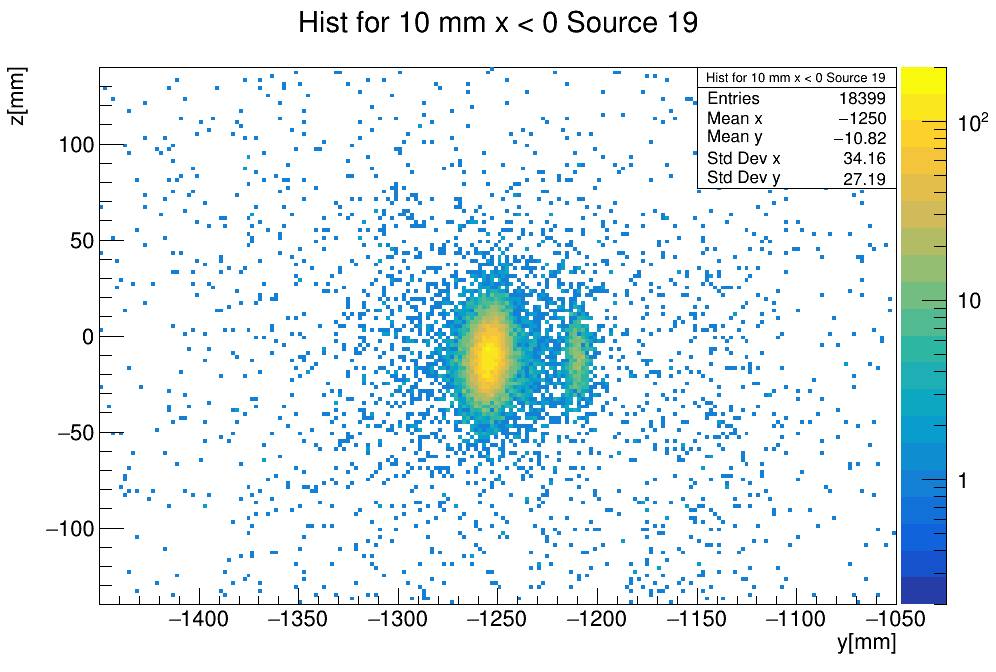 Hist for 10 mm x < 0 Source 19
z[mm]
Hist for 10 mm x < 0 Source 19
Entries 18399
Mean x −1250
Mean y −10.82
Std Dev x 34.16
Std Dev y 27.19
100
50
0
−50
−100
10²
10
1
−1400 −1350 −1300 −1250 −1200 −1150 −1100 −1050
y[mm]